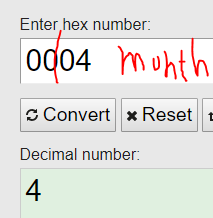 Enter hex number:
0004 month
Convert Reset
Decimal number:
4